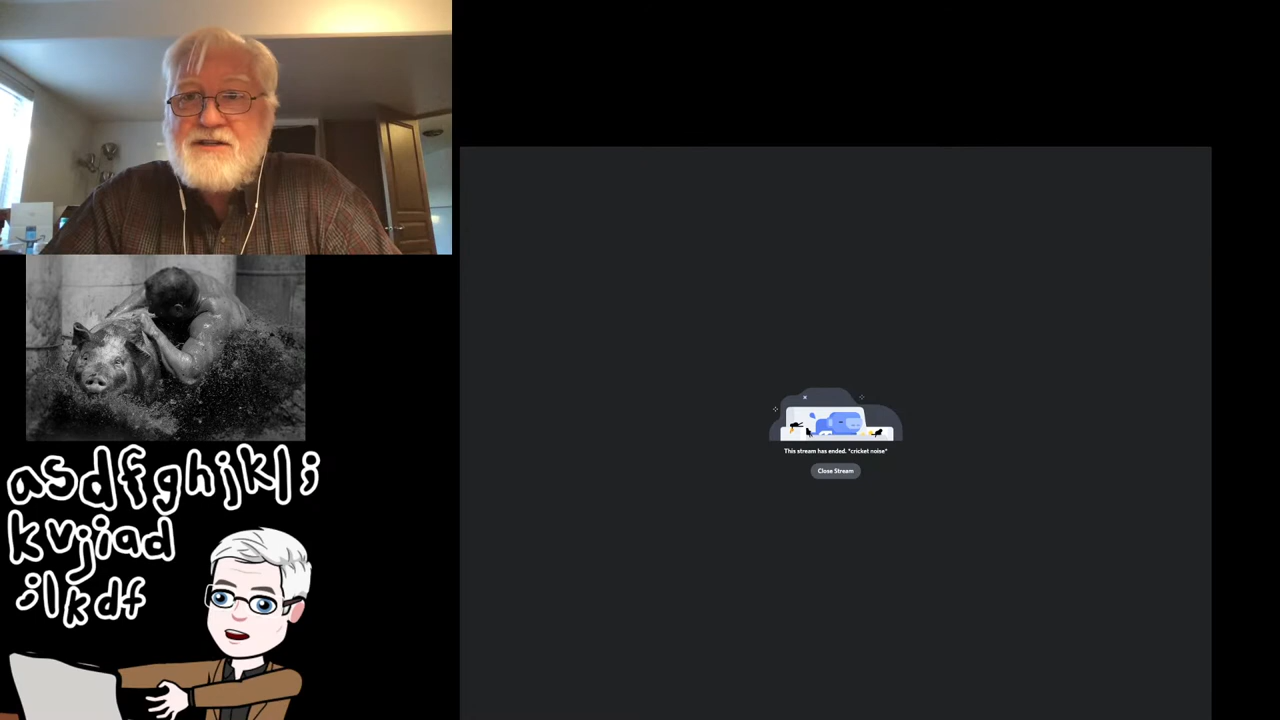 asdfghjkl;
kvjiad
;lkdf
This stream has ended. *cricket noise*
Close Stream